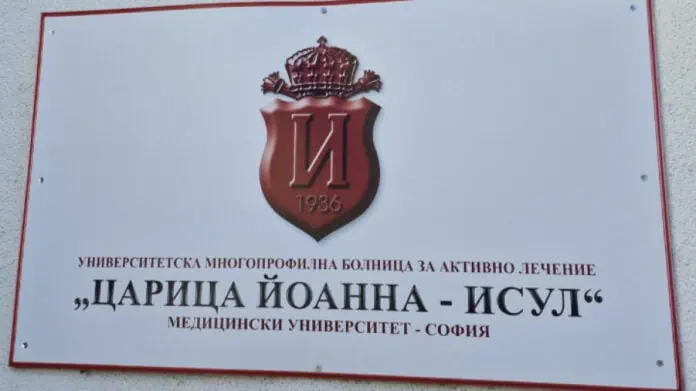 И
1936
УНИВЕРСИТЕТСКА МНОГОПРОФИЛНА БОЛНИЦА ЗА АКТИВНО ЛЕЧЕНИЕ
„ЦАРИЦА ЙОАННА - ИСУЛ“
МЕДИЦИНСКИ УНИВЕРСИТЕТ - СОФИЯ